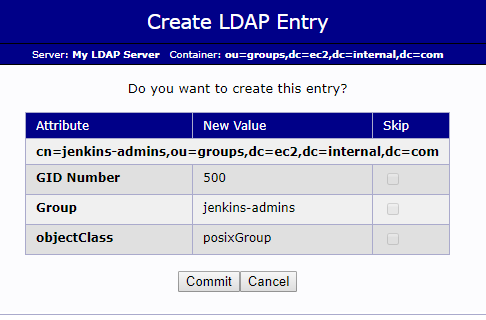 Create LDAP Entry
Server: My LDAP Server Container: ou=groups,dc=ec2,dc=internal,dc=com
Do you want to create this entry?
Attribute New Value Skip
cn=jenkins-admins,ou=groups,dc=ec2,dc=internal,dc=com
GID Number 500
Group jenkins-admins
objectClass posixGroup
Commit Cancel